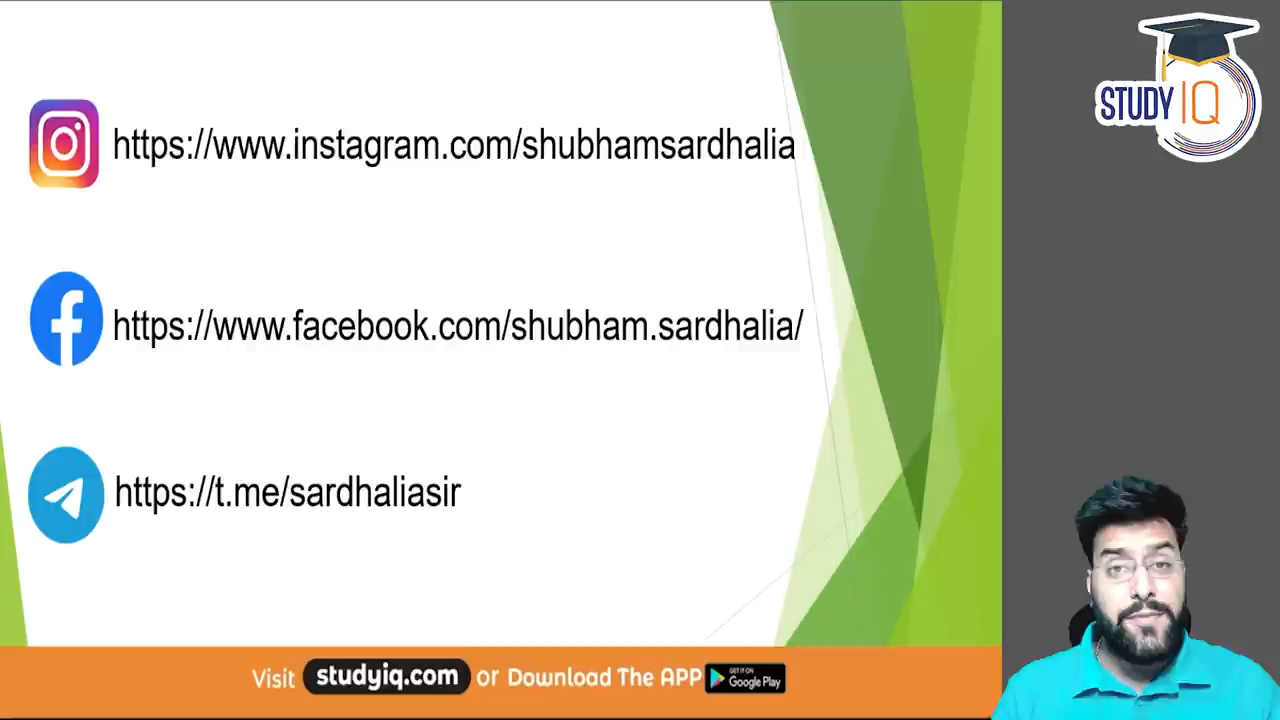 https://www.instagram.com/shubhamsardhalia
https://www.facebook.com/shubham.sardhalia/
https://t.me/sardhaliasir
STUDY IQ
Visit studyiq.com or Download The APP GET IT ON Google Play